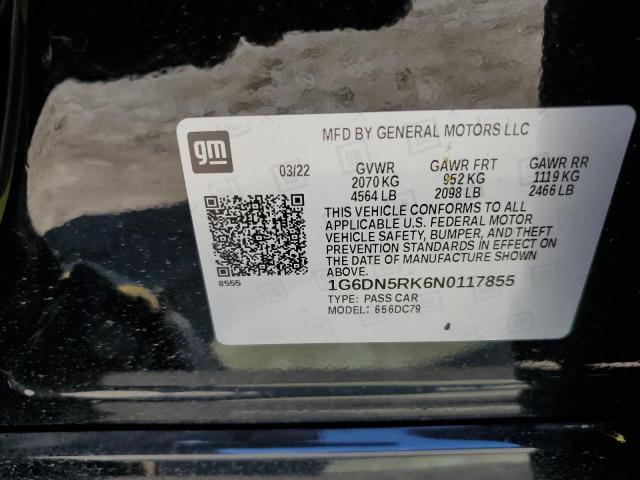 MFD BY GENERAL MOTORS LLC
gm
03/22 GVWR GAWR FRT GAWR RR
2070 KG 952 KG 1119 KG
4564 LB 2098 LB 2466 LB
THIS VEHICLE CONFORMS TO ALL
APPLICABLE U.S. FEDERAL MOTOR
VEHICLE SAFETY, BUMPER, AND THEFT
PREVENTION STANDARDS IN EFFECT ON
THE DATE OF MANUFACTURE SHOWN
ABOVE.
8555
1G6DN5RK6N0117855
TYPE: PASS CAR
MODEL: 656DC79